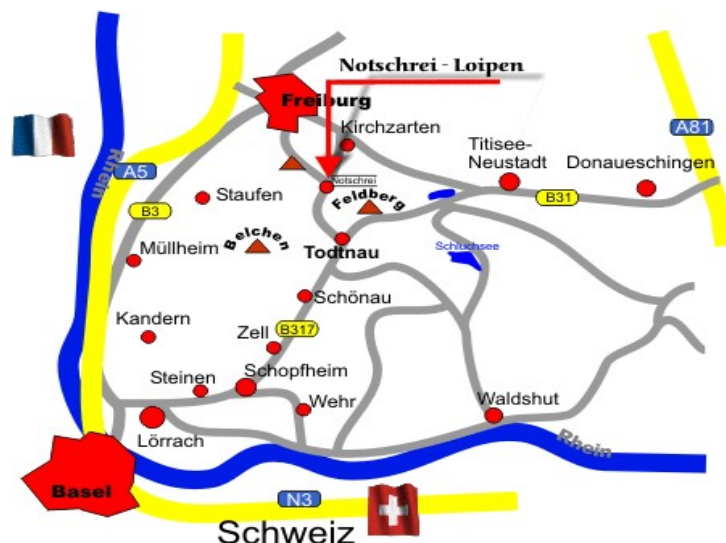 Notschrei - Loipen
Freiburg
Kirchzarten
A81
Titisee-
Neustadt
Donaueschingen
Rhein
A5
Notschrei
B31
B3
Staufen
Feldberg
Belchen
Todtnau
Müllheim
Schluchsee
Schönau
Kandern
Zell
B317
Steinen
Schopfheim
Wehr
Waldshut
Lörrach
Rhein
Basel
N3
Schweiz